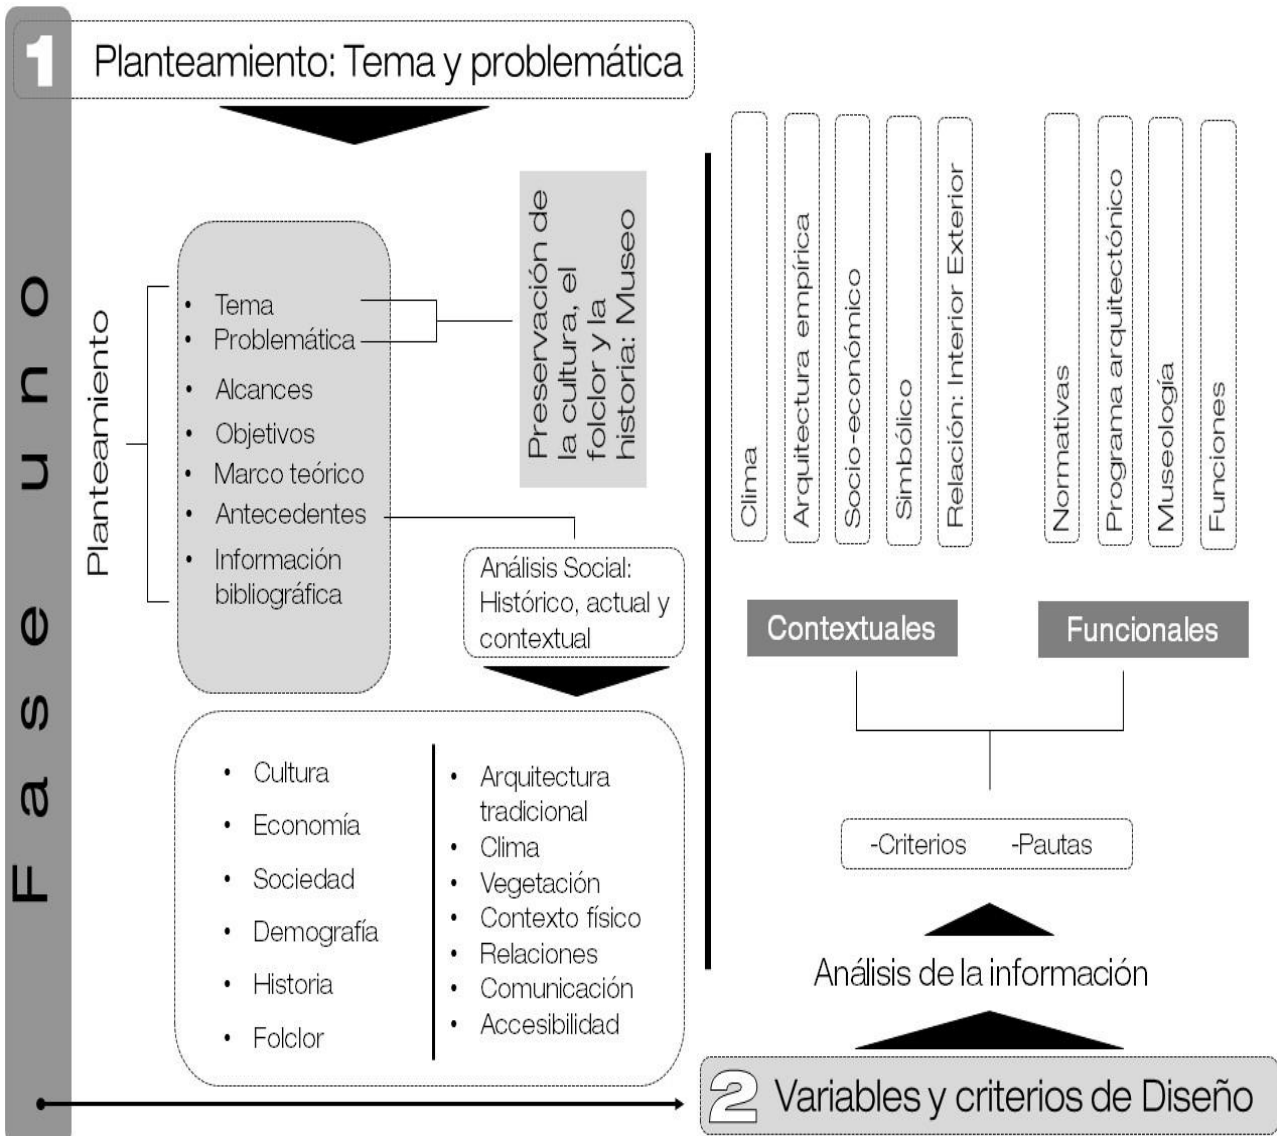 Fase uno
1 Planteamiento: Tema y problemática
Planteamiento
• Tema
• Problemática
• Alcances
• Objetivos
• Marco teórico
• Antecedentes
• Información
bibliográfica
Preservación de
la cultura, el
folclor y la
historia: Museo
Análisis Social:
Histórico, actual y
contextual
• Cultura
• Economía
• Sociedad
• Demografía
• Historia
• Folclor
• Arquitectura
tradicional
• Clima
• Vegetación
• Contexto físico
• Relaciones
• Comunicación
• Accesibilidad
2 Variables y criterios de Diseño
Análisis de la información
-Criterios -Pautas
Contextuales
Clima
Arquitectura empírica
Socio-económico
Simbólico
Relación: Interior Exterior
Funcionales
Normativas
Programa arquitectónico
Museología
Funciones